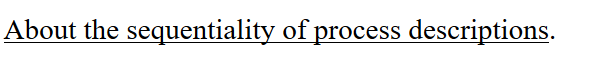 About the sequentiality of process descriptions.